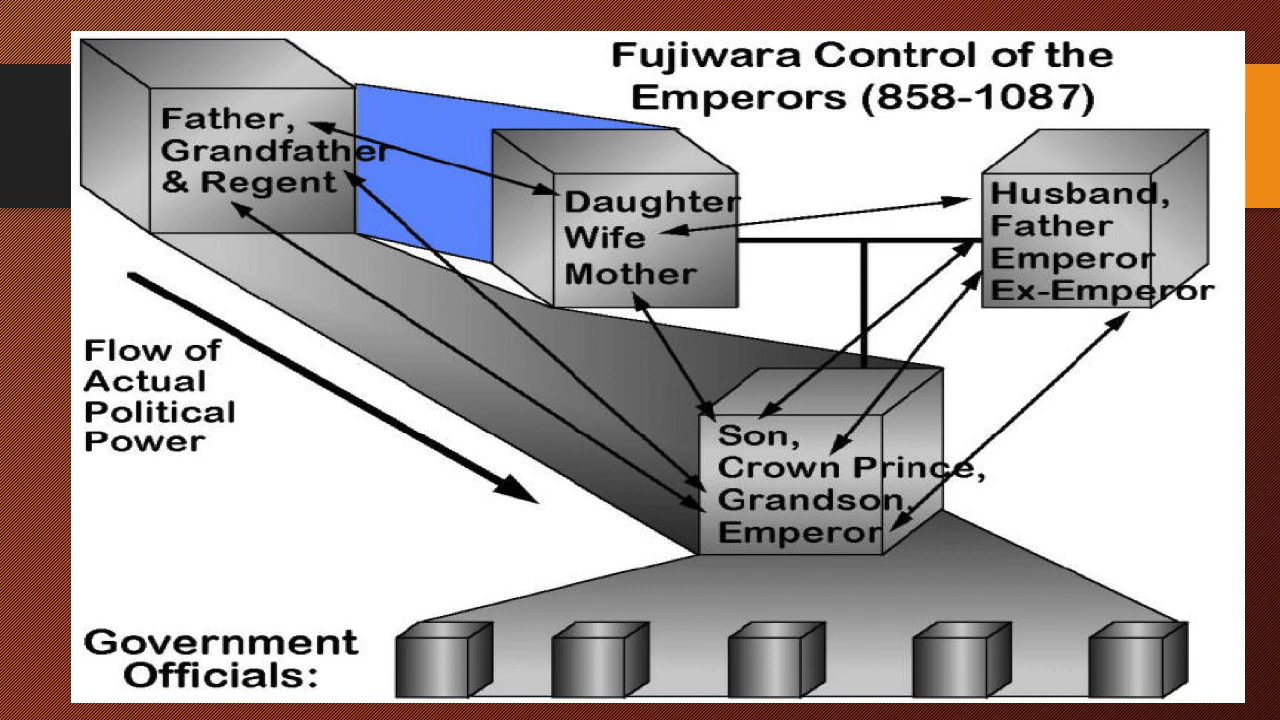 Fujiwara Control of the
Emperors (858-1087)
Father,
Grandfather
& Regent
Daughter
Wife
Mother
Husband,
Father
Emperor
Ex-Emperor
Flow of
Actual
Political
Power
Son,
Crown Prince,
Grandson,
Emperor
Government
Officials: